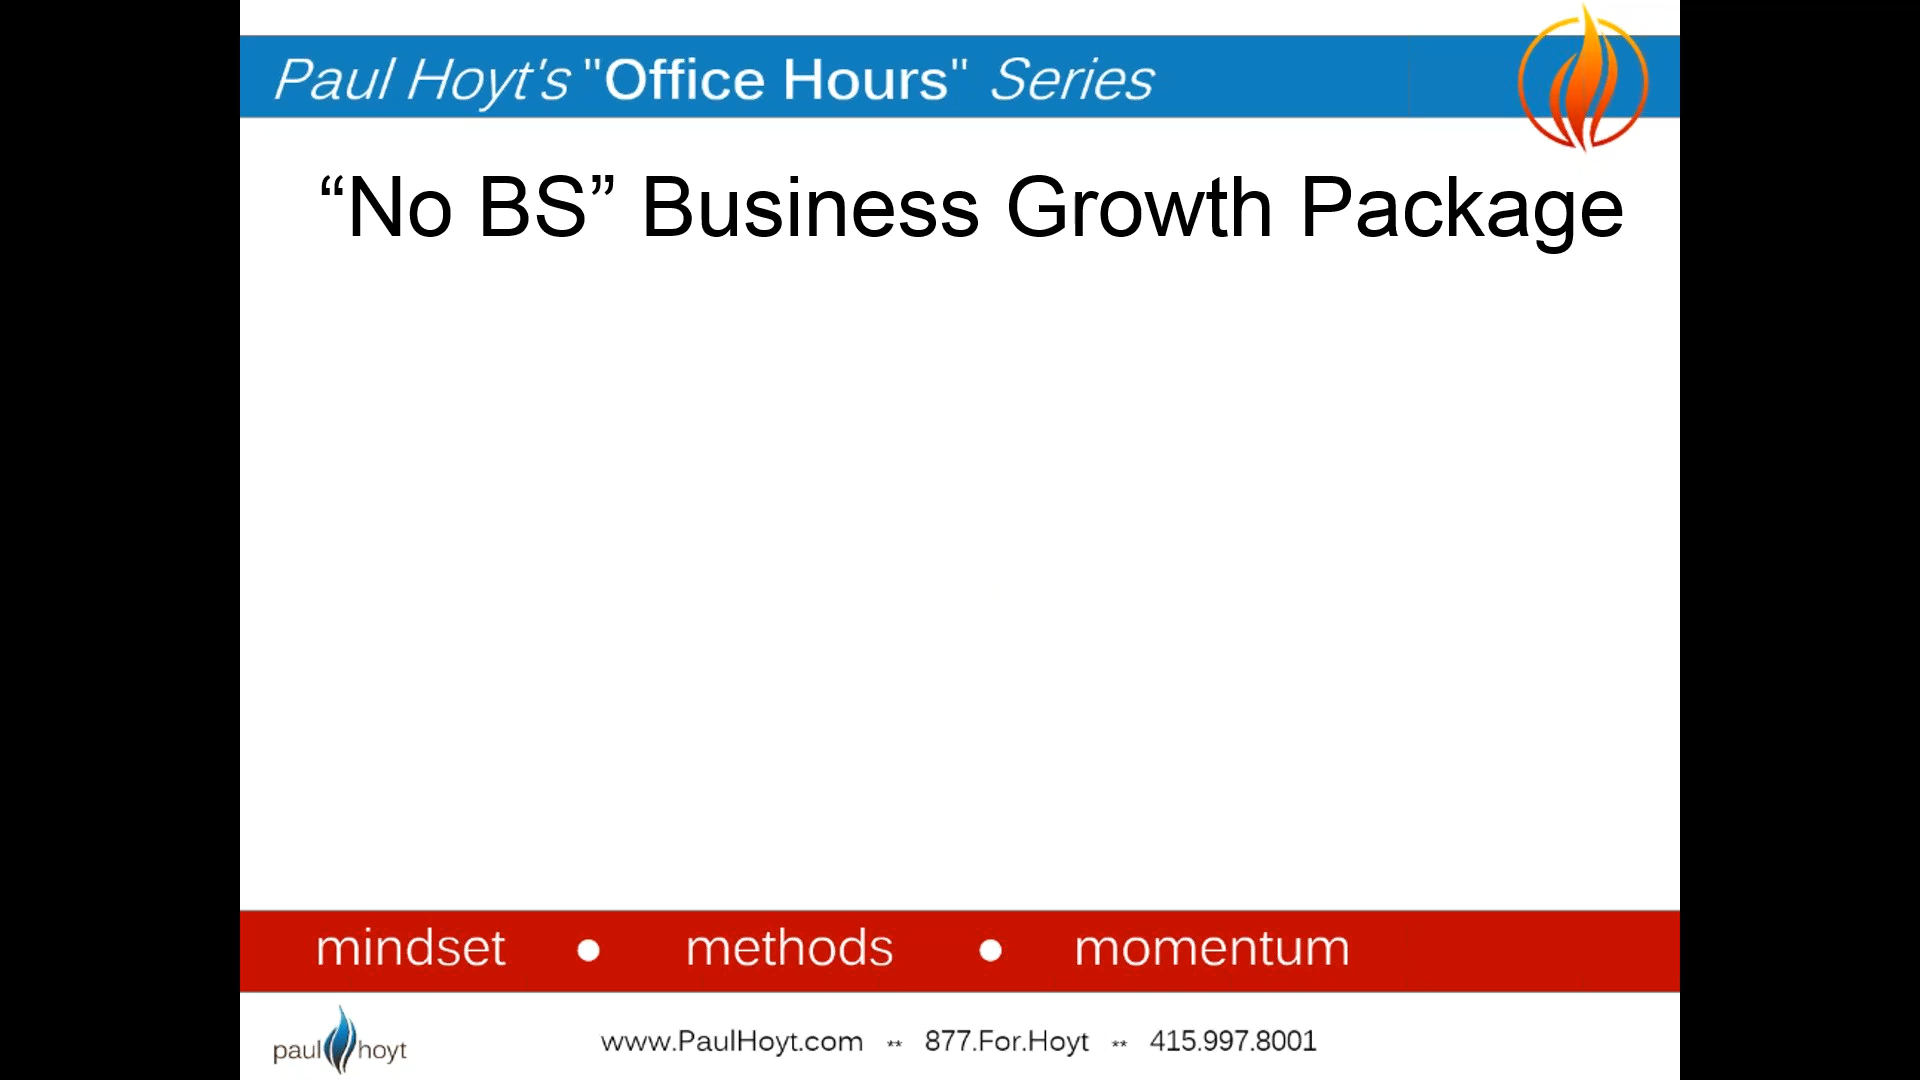 Paul Hoyt's "Office Hours" Series
“No BS” Business Growth Package
mindset • methods • momentum
paul hoyt
www.PaulHoyt.com ** 877.For.Hoyt ** 415.997.8001